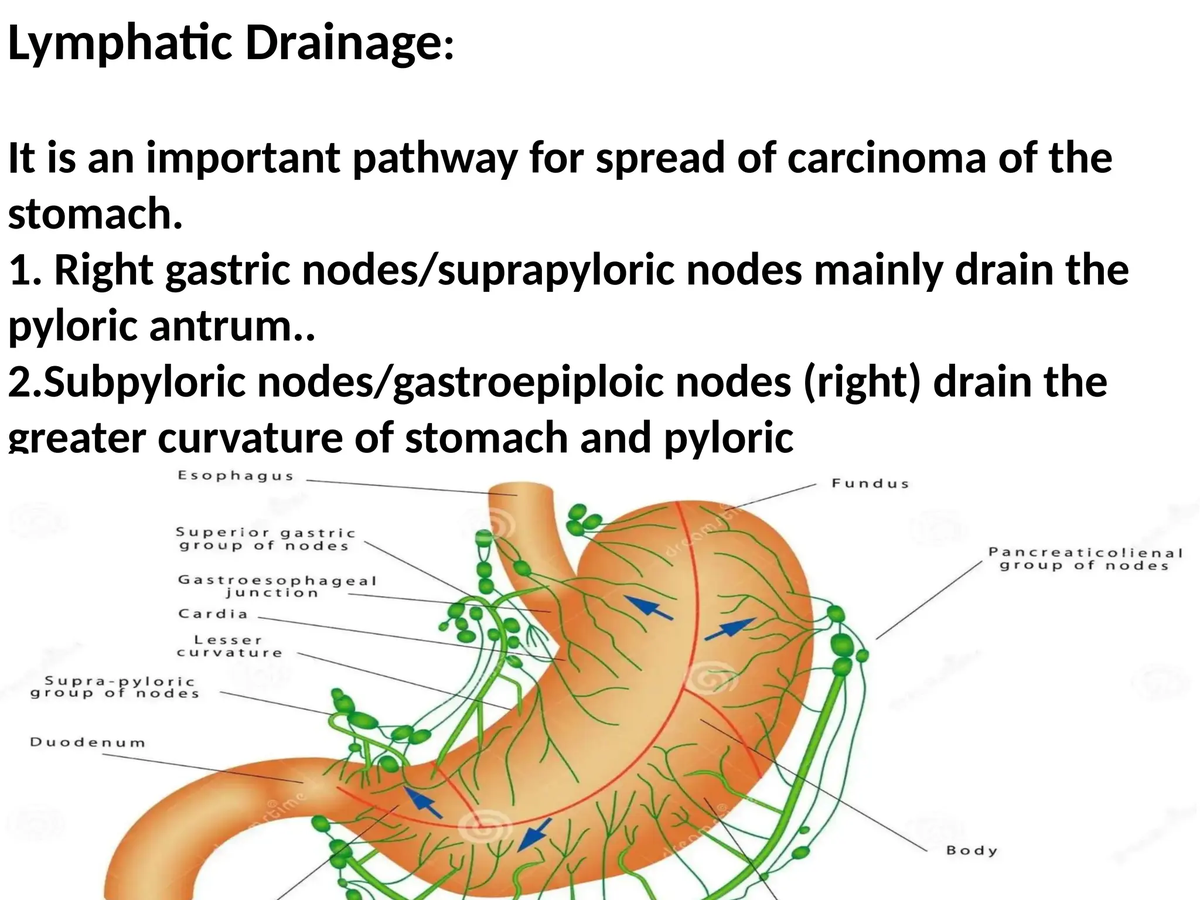 Lymphatic Drainage:
It is an important pathway for spread of carcinoma of the
stomach.
1. Right gastric nodes/suprapyloric nodes mainly drain the
pyloric antrum..
2.Subpyloric nodes/gastroepiploic nodes (right) drain the
greater curvature of stomach and pyloric
Esophagus
Fundus
Superior gastric
group of nodes
Pancreaticolienal
group of nodes
Gastroesophageal
junction
Cardia
Lesser
curvature
Supra-pyloric
group of nodes
Duodenum
Body